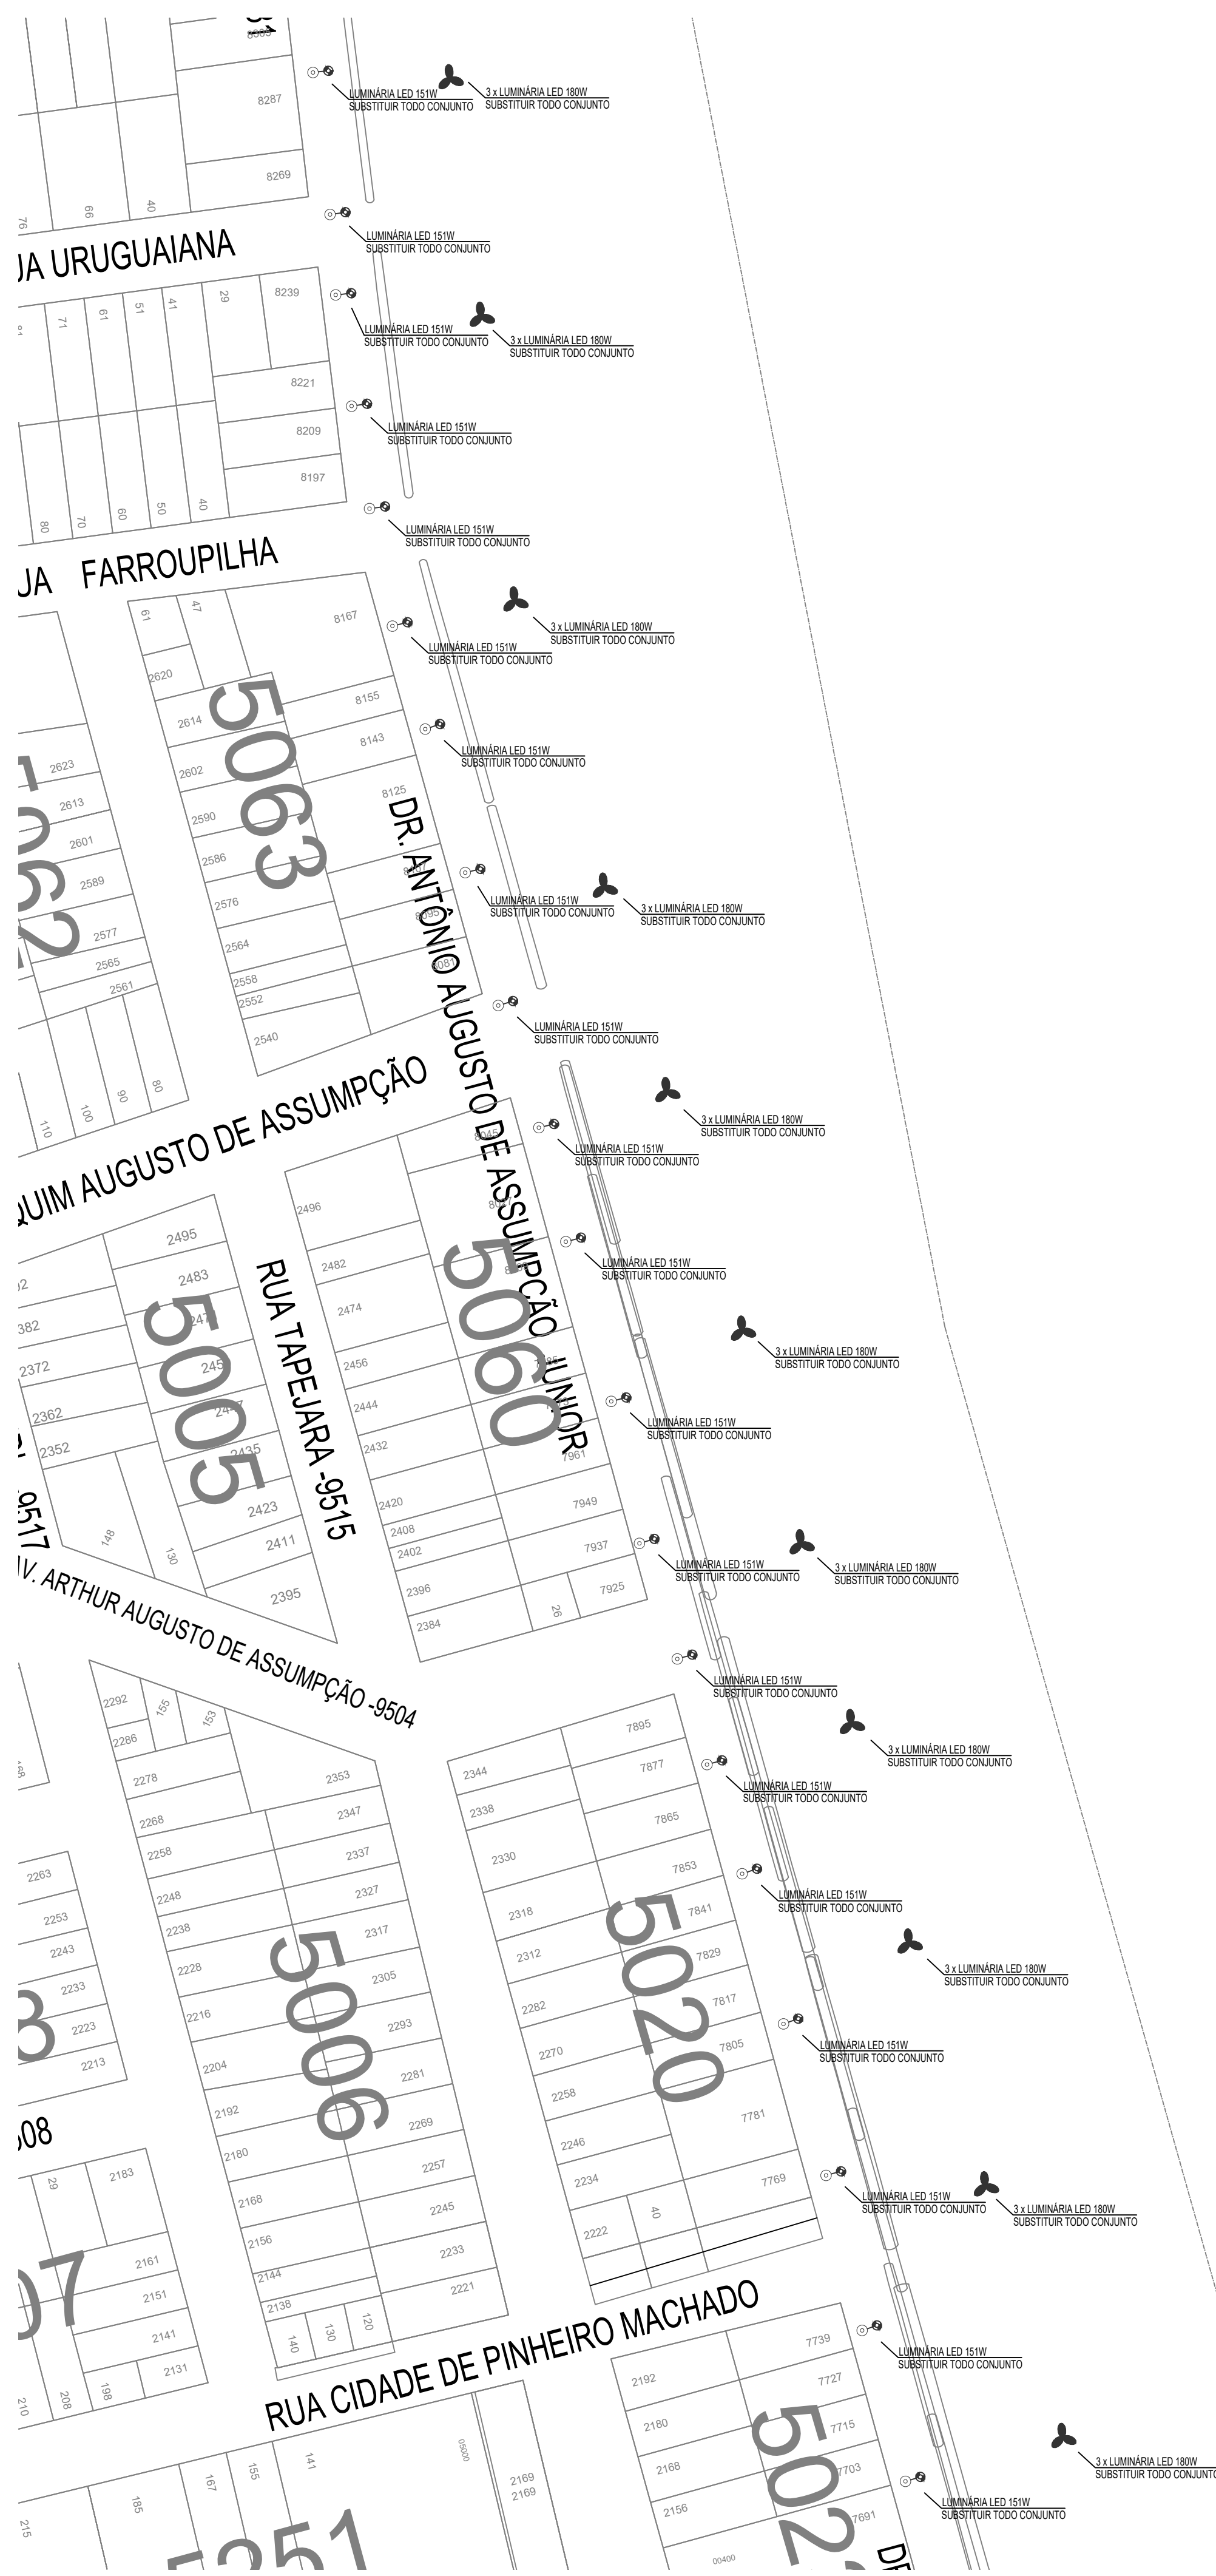 8305
8287
LUMINÁRIA LED 151W
SUBSTITUIR TODO CONJUNTO
3 x LUMINÁRIA LED 180W
SUBSTITUIR TODO CONJUNTO
8269
76
66
40
LUMINÁRIA LED 151W
SUBSTITUIR TODO CONJUNTO
JA URUGUAIANA
71
61
51
41
29
8239
LUMINÁRIA LED 151W
SUBSTITUIR TODO CONJUNTO
3 x LUMINÁRIA LED 180W
SUBSTITUIR TODO CONJUNTO
8221
8209
LUMINÁRIA LED 151W
SUBSTITUIR TODO CONJUNTO
8197
80
70
60
50
40
LUMINÁRIA LED 151W
SUBSTITUIR TODO CONJUNTO
JA FARROUPILHA
61
47
8167
3 x LUMINÁRIA LED 180W
SUBSTITUIR TODO CONJUNTO
LUMINÁRIA LED 151W
SUBSTITUIR TODO CONJUNTO
2620
2614
8155
8143
5063
LUMINÁRIA LED 151W
SUBSTITUIR TODO CONJUNTO
2623
2602
8125
2613
2590
2601
2586
5062
2589
2576
DR. ANTÔNIO AUGUSTO DE ASSUMPÇÃO JUNIOR
8095
LUMINÁRIA LED 151W
SUBSTITUIR TODO CONJUNTO
3 x LUMINÁRIA LED 180W
SUBSTITUIR TODO CONJUNTO
2577
2564
2565
8081
2561
2558
2552
2540
LUMINÁRIA LED 151W
SUBSTITUIR TODO CONJUNTO
110
100
90
80
QUIM AUGUSTO DE ASSUMPÇÃO
3 x LUMINÁRIA LED 180W
SUBSTITUIR TODO CONJUNTO
8045
LUMINÁRIA LED 151W
SUBSTITUIR TODO CONJUNTO
2496
2495
2482
2483
LUMINÁRIA LED 151W
SUBSTITUIR TODO CONJUNTO
5060
RUA TAPEJARA -9515
382
2474
5005
2372
2456
3 x LUMINÁRIA LED 180W
SUBSTITUIR TODO CONJUNTO
2362
2444
LUMINÁRIA LED 151W
SUBSTITUIR TODO CONJUNTO
2352
2435
2432
7961
9517
2423
2420
7949
148
130
2411
2408
2402
7937
LUMINÁRIA LED 151W
SUBSTITUIR TODO CONJUNTO
3 x LUMINÁRIA LED 180W
SUBSTITUIR TODO CONJUNTO
2395
2396
7925
26
2384
IV. ARTHUR AUGUSTO DE ASSUMPÇÃO -9504
LUMINÁRIA LED 151W
SUBSTITUIR TODO CONJUNTO
2292
155
153
2286
7895
3 x LUMINÁRIA LED 180W
SUBSTITUIR TODO CONJUNTO
2278
2353
2344
7877
LUMINÁRIA LED 151W
SUBSTITUIR TODO CONJUNTO
2268
2347
2338
7865
2258
2337
2330
7853
2263
2248
2327
LUMINÁRIA LED 151W
SUBSTITUIR TODO CONJUNTO
2253
2238
2317
2318
7841
5020
2243
2228
2305
2312
7829
3 x LUMINÁRIA LED 180W
SUBSTITUIR TODO CONJUNTO
5006
2233
2216
2293
2282
7817
2223
2204
2281
2270
7805
LUMINÁRIA LED 151W
SUBSTITUIR TODO CONJUNTO
2213
2192
2269
2258
7781
2180
2257
2246
2183
29
2168
2245
2234
7769
LUMINÁRIA LED 151W
SUBSTITUIR TODO CONJUNTO
3 x LUMINÁRIA LED 180W
SUBSTITUIR TODO CONJUNTO
2161
2156
2233
2222
40
07
2151
2144
2221
2141
2138
2131
140
130
120
210
208
198
RUA CIDADE DE PINHEIRO MACHADO
7739
LUMINÁRIA LED 151W
SUBSTITUIR TODO CONJUNTO
2192
7727
2180
7715
05000
141
155
167
185
215
2169
2169
2168
7703
3 x LUMINÁRIA LED 180W
SUBSTITUIR TODO CONJUNTO
2156
7691
LUMINÁRIA LED 151W
SUBSTITUIR TODO CONJUNTO
5251
00400
DE